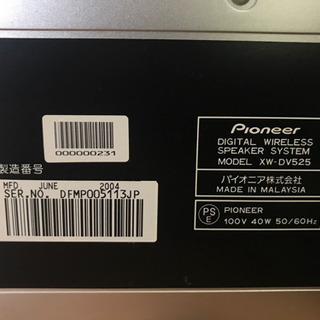 000000231
製造番号
MFD JUNE 2004
SER.NO. DFMP005113JP
Pioneer
DIGITAL WIRELESS
SPEAKER SYSTEM
MODEL XW-DV525
パイオニア株式会社
MADE IN MALAYSIA
PS
E
PIONEER
100V 40W 50/60Hz